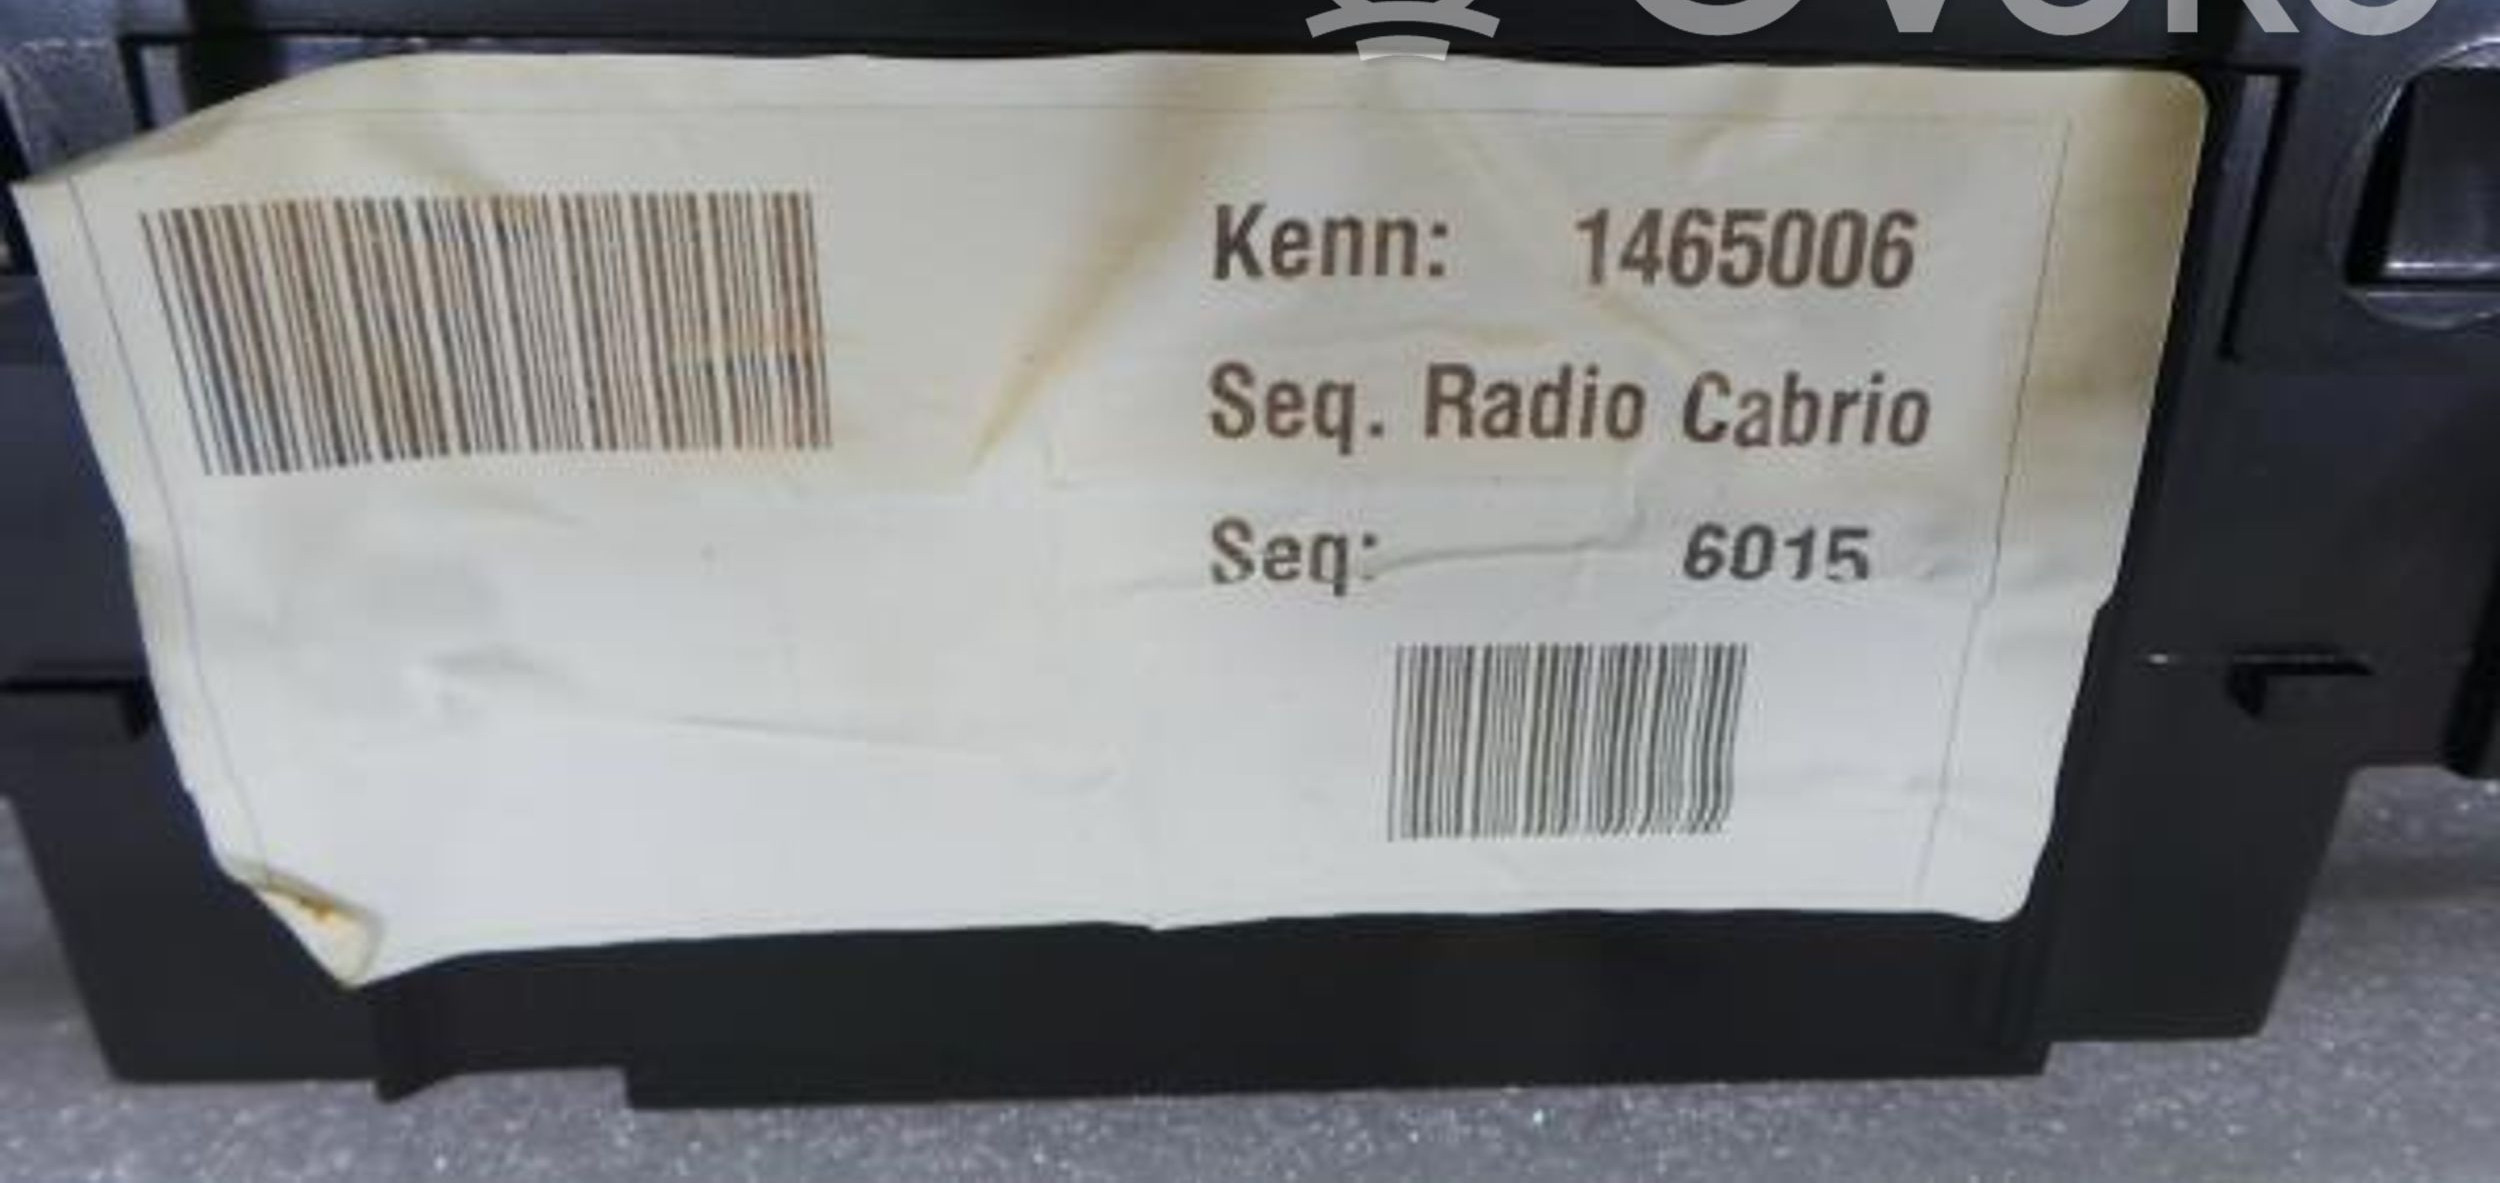 Kenn: 1465006
Seq. Radio Cabrio
Seq: 6015